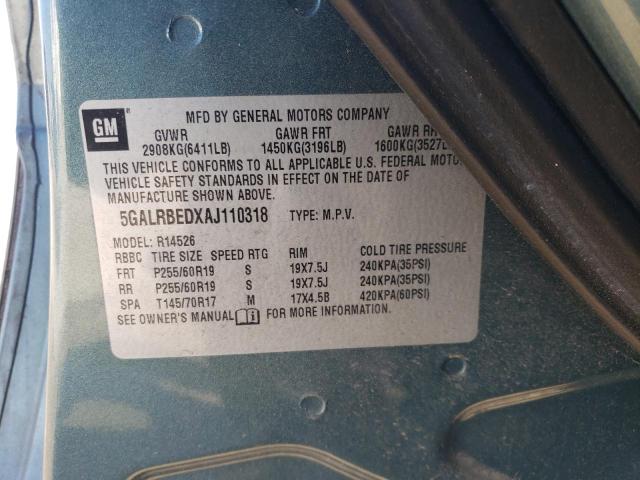 GM
MFD BY GENERAL MOTORS COMPANY
GVWR GAWR FRT GAWR RR
2908KG(6411LB) 1450KG(3196LB) 1600KG(3527L
THIS VEHICLE CONFORMS TO ALL APPLICABLE U.S. FEDERAL MOTO
VEHICLE SAFETY STANDARDS IN EFFECT ON THE DATE OF
MANUFACTURE SHOWN ABOVE.
5GALRBEDXAJ110318 TYPE: M.P.V.
MODEL: R14526
RBBC TIRE SIZE SPEED RTG RIM COLD TIRE PRESSURE
FRT P255/60R19 S 19X7.5J 240KPA(35PSI)
RR P255/60R19 S 19X7.5J 240KPA(35PSI)
SPA T145/70R17 M 17X4.5B 420KPA(60PSI)
SEE OWNER'S MANUAL FOR MORE INFORMATION.